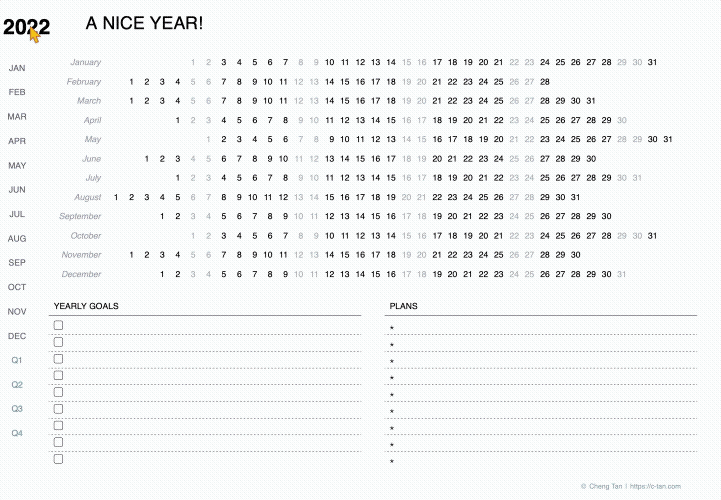 2022
A NICE YEAR!
JAN
FEB
MAR
APR
MAY
JUN
JUL
AUG
SEP
OCT
NOV
DEC
Q1
Q2
Q3
Q4
January 1 2 3 4 5 6 7 8 9 10 11 12 13 14 15 16 17 18 19 20 21 22 23 24 25 26 27 28 29 30 31
February 1 2 3 4 5 6 7 8 9 10 11 12 13 14 15 16 17 18 19 20 21 22 23 24 25 26 27 28
March 1 2 3 4 5 6 7 8 9 10 11 12 13 14 15 16 17 18 19 20 21 22 23 24 25 26 27 28 29 30 31
April 1 2 3 4 5 6 7 8 9 10 11 12 13 14 15 16 17 18 19 20 21 22 23 24 25 26 27 28 29 30
May 1 2 3 4 5 6 7 8 9 10 11 12 13 14 15 16 17 18 19 20 21 22 23 24 25 26 27 28 29 30 31
June 1 2 3 4 5 6 7 8 9 10 11 12 13 14 15 16 17 18 19 20 21 22 23 24 25 26 27 28 29 30
July 1 2 3 4 5 6 7 8 9 10 11 12 13 14 15 16 17 18 19 20 21 22 23 24 25 26 27 28 29 30 31
August 1 2 3 4 5 6 7 8 9 10 11 12 13 14 15 16 17 18 19 20 21 22 23 24 25 26 27 28 29 30 31
September 1 2 3 4 5 6 7 8 9 10 11 12 13 14 15 16 17 18 19 20 21 22 23 24 25 26 27 28 29 30
October 1 2 3 4 5 6 7 8 9 10 11 12 13 14 15 16 17 18 19 20 21 22 23 24 25 26 27 28 29 30 31
November 1 2 3 4 5 6 7 8 9 10 11 12 13 14 15 16 17 18 19 20 21 22 23 24 25 26 27 28 29 30
December 1 2 3 4 5 6 7 8 9 10 11 12 13 14 15 16 17 18 19 20 21 22 23 24 25 26 27 28 29 30 31
YEARLY GOALS
PLANS
*
*
*
*
*
*
*
*
*
© Cheng Tan | https://c-tan.com